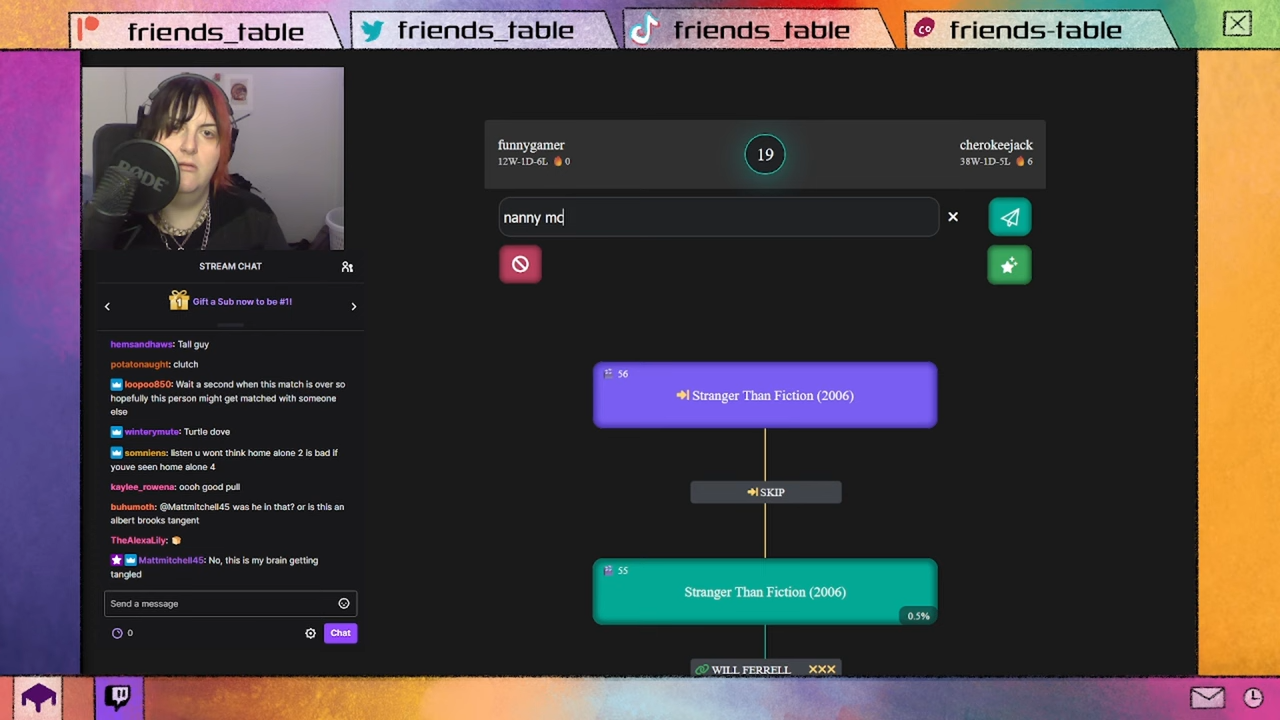 friends_table
friends_table
friends_table
friends-table
RODE
funnygamer
12W-1D-6L 0
19
cherokeejack
38W-1D-5L 6
nanny mc
STREAM CHAT
1
Gift a Sub now to be #1!
hemsandhaws: Tall guy
potatonaught: clutch
loopoo850: Wait a second when this match is over so
hopefully this person might get matched with someone
else
winterymute: Turtle dove
somniens: listen u wont think home alone 2 is bad if
youve seen home alone 4
kaylee_rowena: oooh good pull
buhumoth: @Mattmitchell45 was he in that? or is this an
albert brooks tangent
TheAlexaLily:
Mattmitchell45: No, this is my brain getting
tangled
Send a message
0
Chat
56
Stranger Than Fiction (2006)
SKIP
55
Stranger Than Fiction (2006)
0.5%
WILL FERRELL XXX